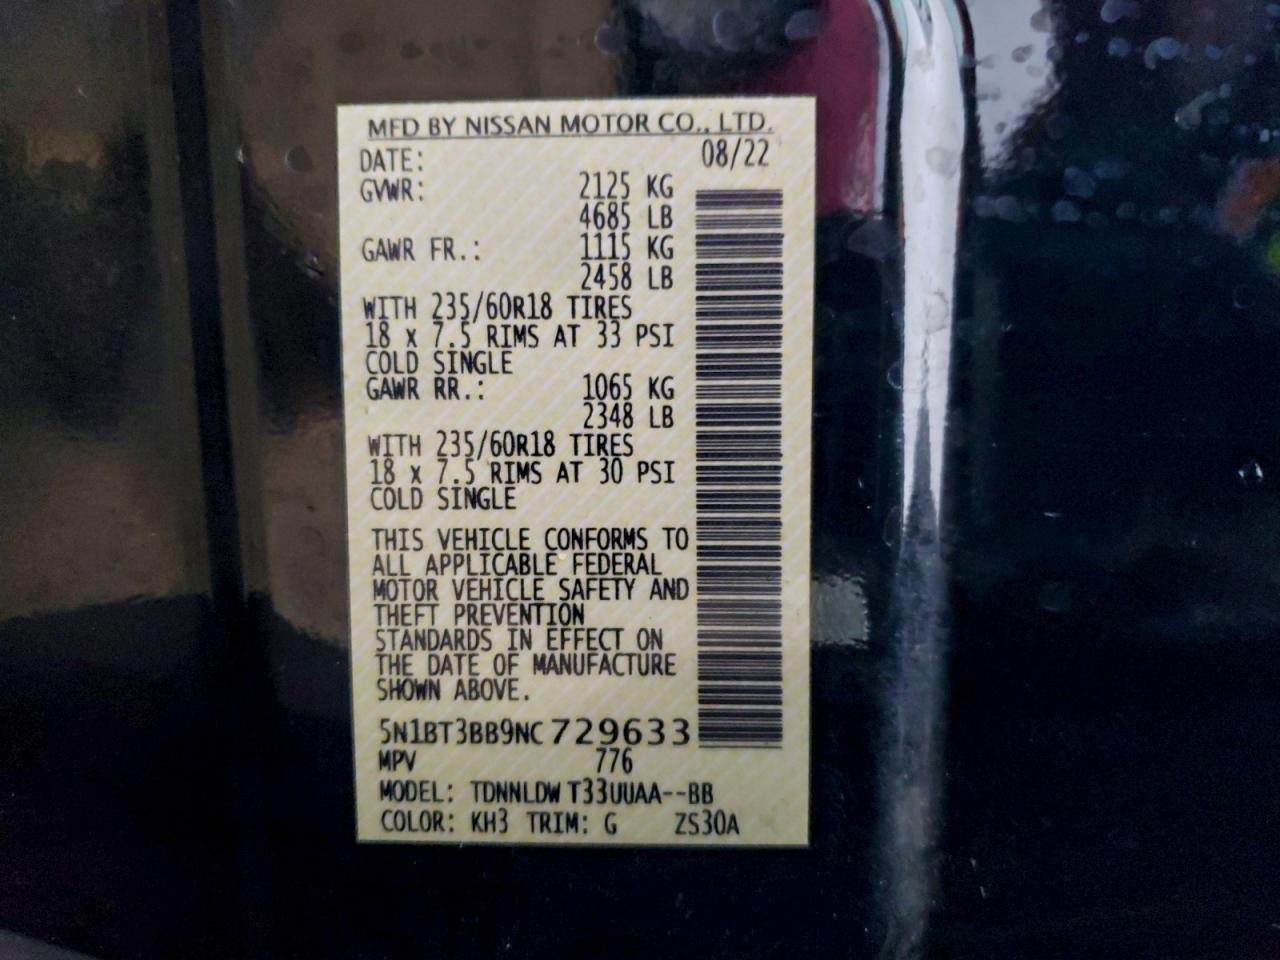 MFD BY NISSAN MOTOR CO., LTD.
DATE: 08/22
GVWR: 2125 KG
4685 LB
GAWR FR.: 1115 KG
2458 LB
WITH 235/60R18 TIRES
18 x 7.5 RIMS AT 33 PSI
COLD SINGLE
GAWR RR.: 1065 KG
2348 LB
WITH 235/60R18 TIRES
18 x 7.5 RIMS AT 30 PSI
COLD SINGLE
THIS VEHICLE CONFORMS TO
ALL APPLICABLE FEDERAL
MOTOR VEHICLE SAFETY AND
THEFT PREVENTION
STANDARDS IN EFFECT ON
THE DATE OF MANUFACTURE
SHOWN ABOVE.
5N1BT3BB9NC729633
MPV 776
MODEL: TDNNLDW T33UUAA--BB
COLOR: KH3 TRIM: G ZS30A